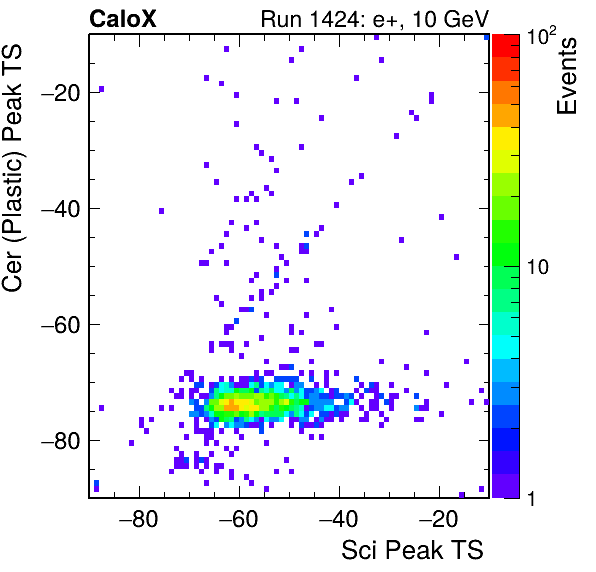 CaloX Run 1424: e+, 10 GeV
Cer (Plastic) Peak TS
−20
−40
−60
−80
−80 −60 −40 −20
Sci Peak TS
10²
10
1
Events